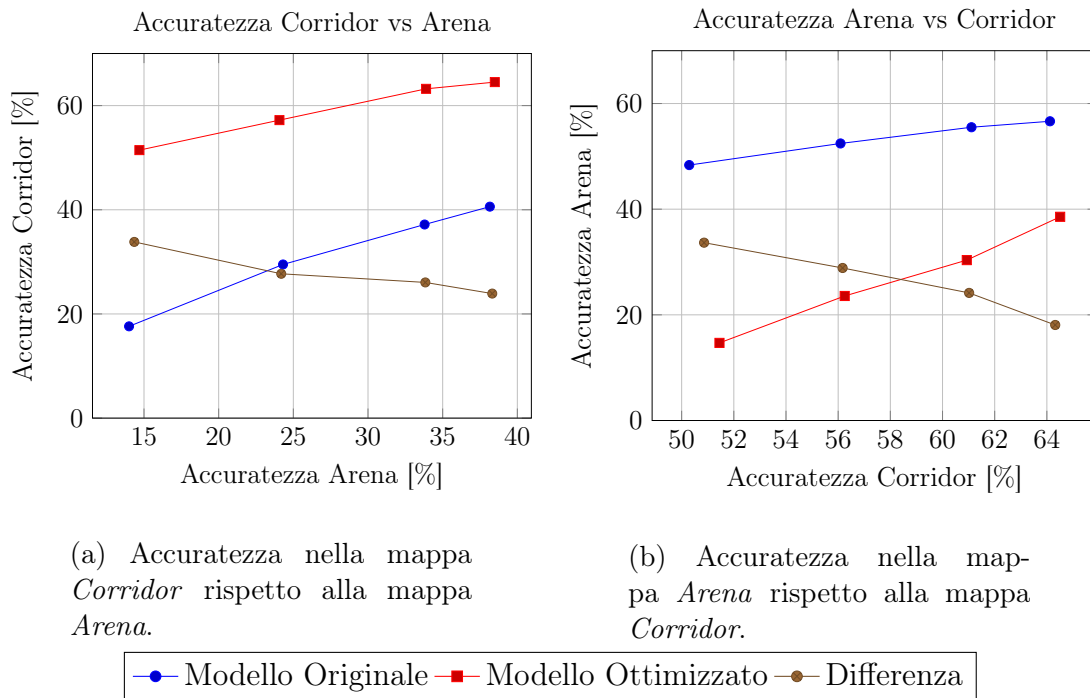 Accuratezza Corridor vs Arena
Accuratezza Corridor [%]
60
40
20
0
15 20 25 30 35 40
Accuratezza Arena [%]
(a) Accuratezza nella mappa
Corridor rispetto alla mappa
Arena.
Accuratezza Arena vs Corridor
Accuratezza Arena [%]
60
40
20
0
50 52 54 56 58 60 62 64
Accuratezza Corridor [%]
(b) Accuratezza nella map-
pa Arena rispetto alla mappa
Corridor.
Modello Originale Modello Ottimizzato Differenza